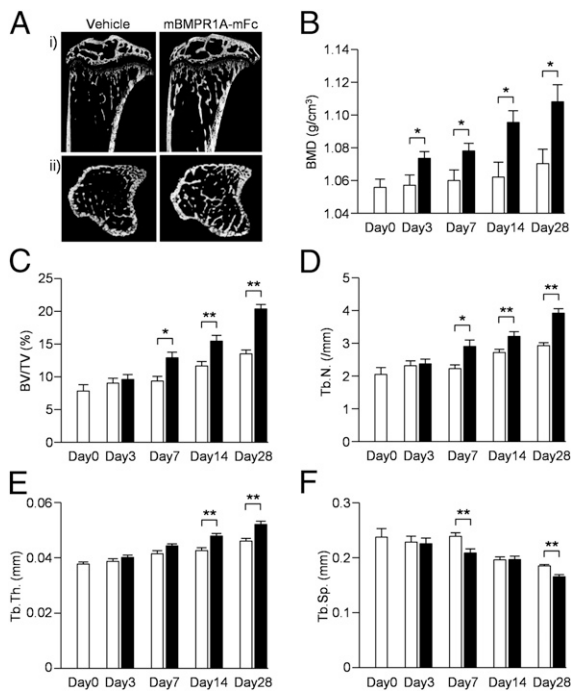 A
Vehicle
mBMPR1A-mFc
i)
ii)
B
BMD (g/cm³)
1.14
1.12
1.10
1.08
1.06
1.04
*
*
*
*
Day0 Day3 Day7 Day14 Day28
C
BV/TV (%)
25
20
15
10
5
0
*
**
**
Day0 Day3 Day7 Day14 Day28
D
Tb.N. (/mm)
5
4
3
2
1
0
*
**
**
Day0 Day3 Day7 Day14 Day28
E
Tb.Th. (mm)
0.06
0.04
0.02
0
**
**
Day0 Day3 Day7 Day14 Day28
F
Tb.Sp. (mm)
0.3
0.2
0.1
0
**
**
Day0 Day3 Day7 Day14 Day28